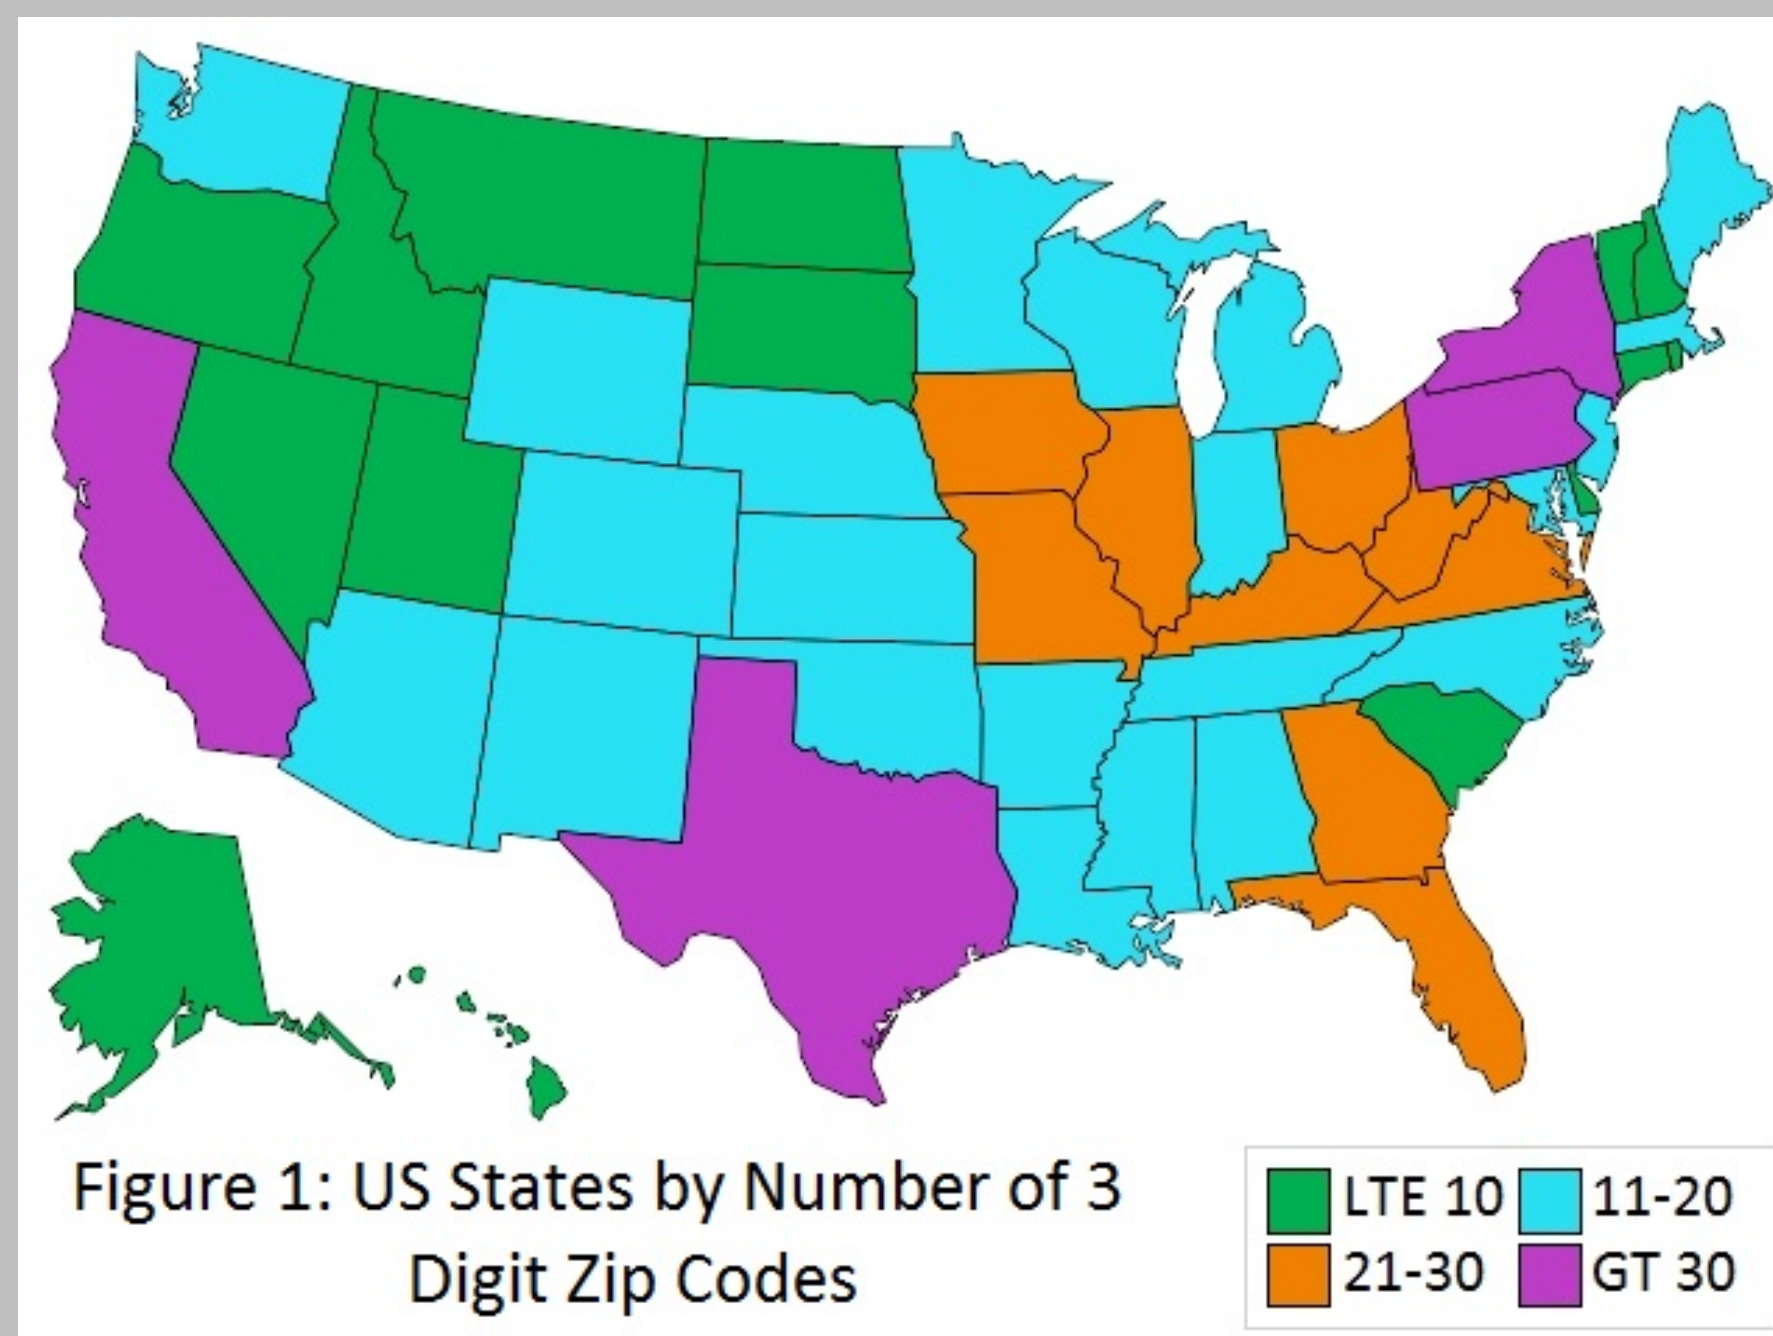 Figure 1: US States by Number of 3
Digit Zip Codes
LTE 10 11-20
21-30 GT 30